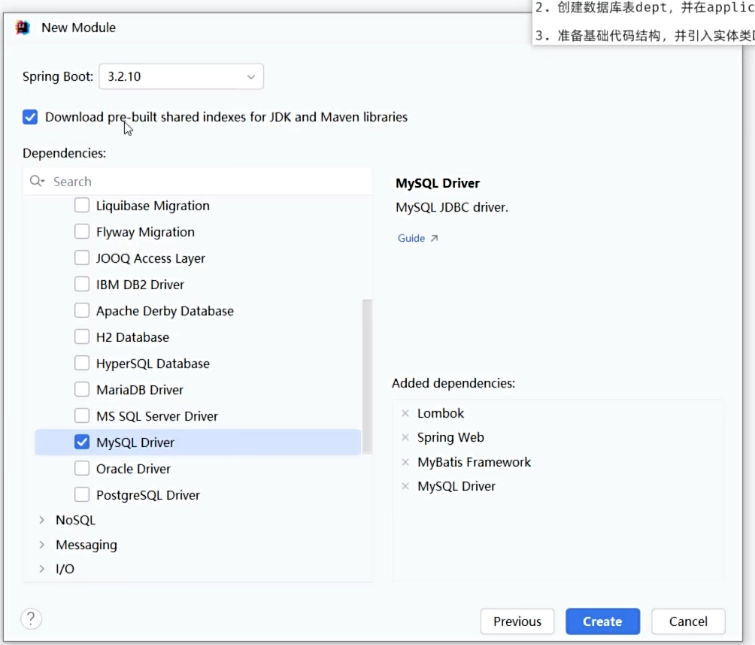 2. 创建数据库表dept, 并在applic
3. 准备基础代码结构, 并引入实体类
New Module
Spring Boot: 3.2.10
Download pre-built shared indexes for JDK and Maven libraries
Dependencies:
Search
Liquibase Migration
Flyway Migration
JOOQ Access Layer
IBM DB2 Driver
Apache Derby Database
H2 Database
HyperSQL Database
MariaDB Driver
MS SQL Server Driver
MySQL Driver
Oracle Driver
PostgreSQL Driver
NoSQL
Messaging
I/O
MySQL Driver
MySQL JDBC driver.
Guide ↗
Added dependencies:
× Lombok
× Spring Web
× MyBatis Framework
× MySQL Driver
?
Previous
Create
Cancel